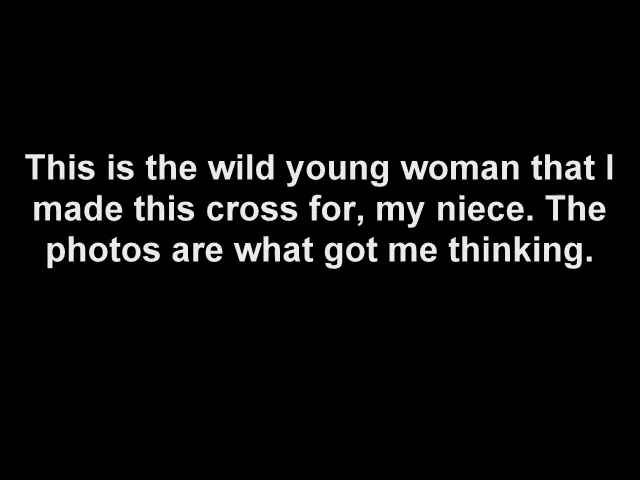 This is the wild young woman that I
made this cross for, my niece. The
photos are what got me thinking.